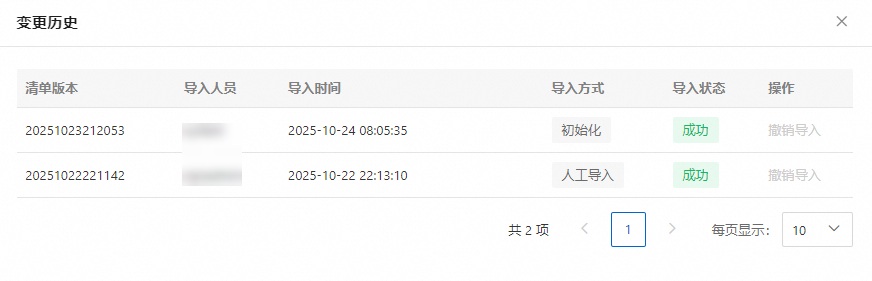 变更历史
清单版本 导入人员 导入时间 导入方式 导入状态 操作
20251023212053 2025-10-24 08:05:35 初始化 成功 撤销导入
20251022221142 2025-10-22 22:13:10 人工导入 成功 撤销导入
共 2 项 1 每页显示： 10